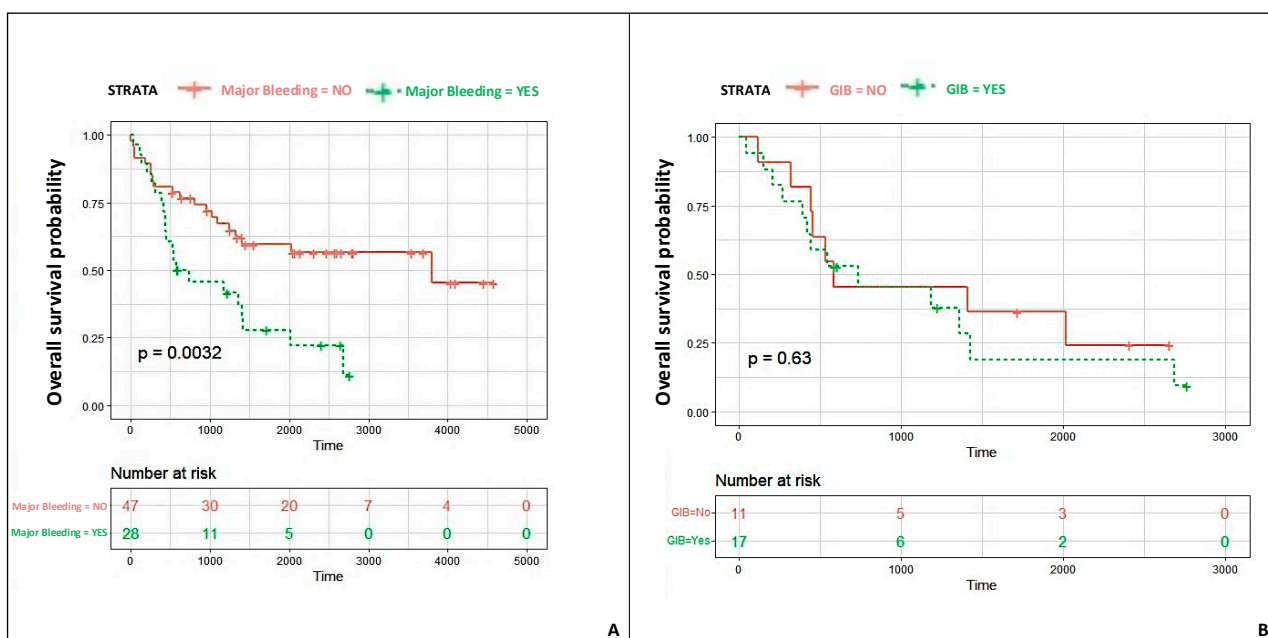 STRATA Major Bleeding = NO Major Bleeding = YES
Overall survival probability
1.00
0.75
0.50
0.25
0.00
p = 0.0032
0 1000 2000 3000 4000 5000
Time
Number at risk
Major Bleeding = NO 47 30 20 7 4 0
Major Bleeding = YES 28 11 5 0 0 0
0 1000 2000 3000 4000 5000
Time
A
STRATA GIB = NO GIB = YES
Overall survival probability
1.00
0.75
0.50
0.25
0.00
p = 0.63
0 1000 2000 3000
Time
Number at risk
GIB=No 11 5 3 0
GIB=Yes 17 6 2 0
0 1000 2000 3000
Time
B